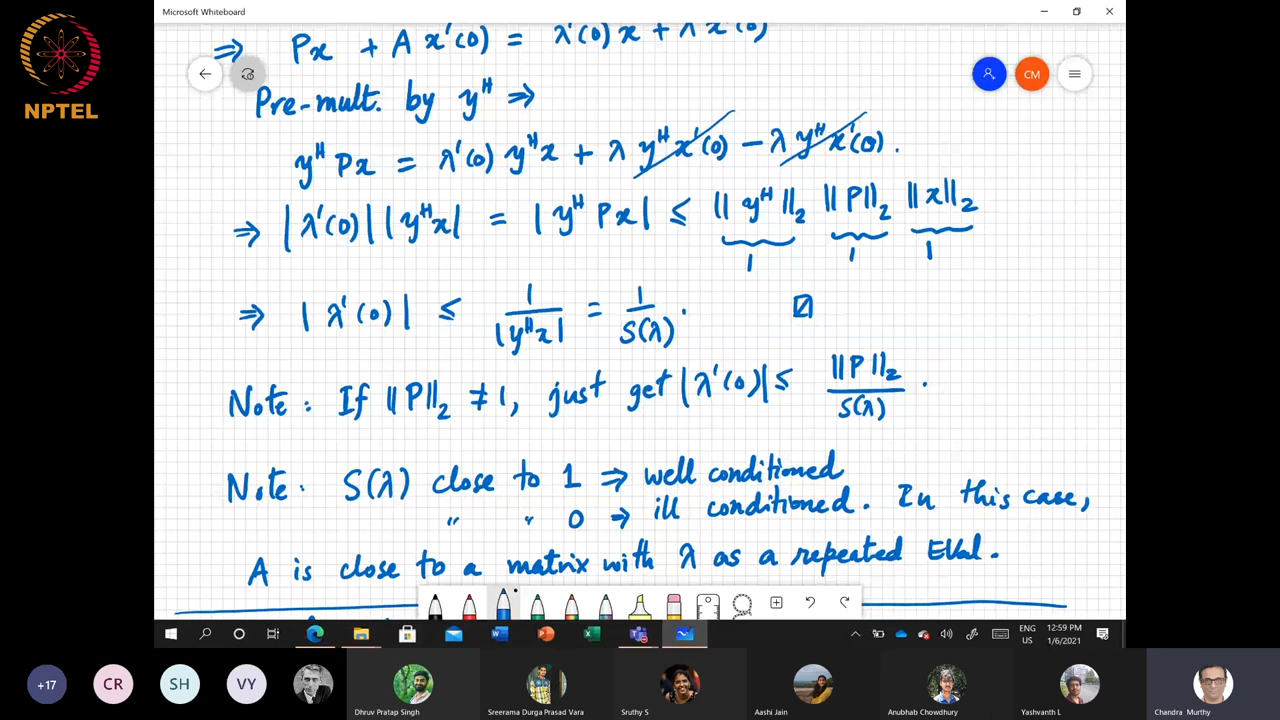 Microsoft Whiteboard
NPTEL
⇒ Px + A x'(0) = λ'(0) x + λ x'(0)
CM
Pre-mult. by y^H ⇒
y^H Px = λ'(0) y^H x + λ y^H x'(0) - λ y^H x'(0).
⇒ |λ'(0)| |y^H x| = |y^H Px| ≤ ||y^H||_2 ||P||_2 ||x||_2
1 1 1
⇒ |λ'(0)| ≤ 1/|y^H x| = 1/S(λ).
Note: If ||P||_2 ≠ 1, just get |λ'(0)| ≤ ||P||_2/S(λ).
Note: S(λ) close to 1 ⇒ well conditioned
" " 0 ⇒ ill conditioned. In this case,
A is close to a matrix with λ as a repeated EVal.
ENG
US
12:59 PM
1/6/2021
+17 CR SH VY
Dhruv Pratap Singh Sreerama Durga Prasad Vara Sruthy S Aashi Jain Anubhab Chowdhury Yashvanth L Chandra Murthy